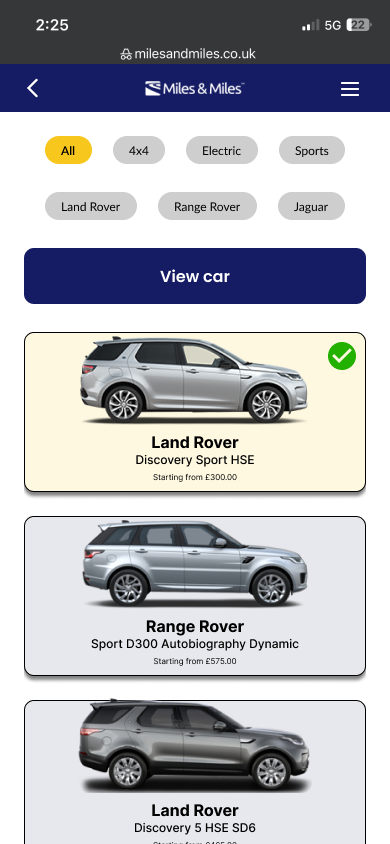 2:25
5G 22
milesandmiles.co.uk
Miles & Miles
All 4x4 Electric Sports
Land Rover Range Rover Jaguar
View car
Land Rover
Discovery Sport HSE
Starting from £300.00
Range Rover
Sport D300 Autobiography Dynamic
Starting from £575.00
Land Rover
Discovery 5 HSE SD6